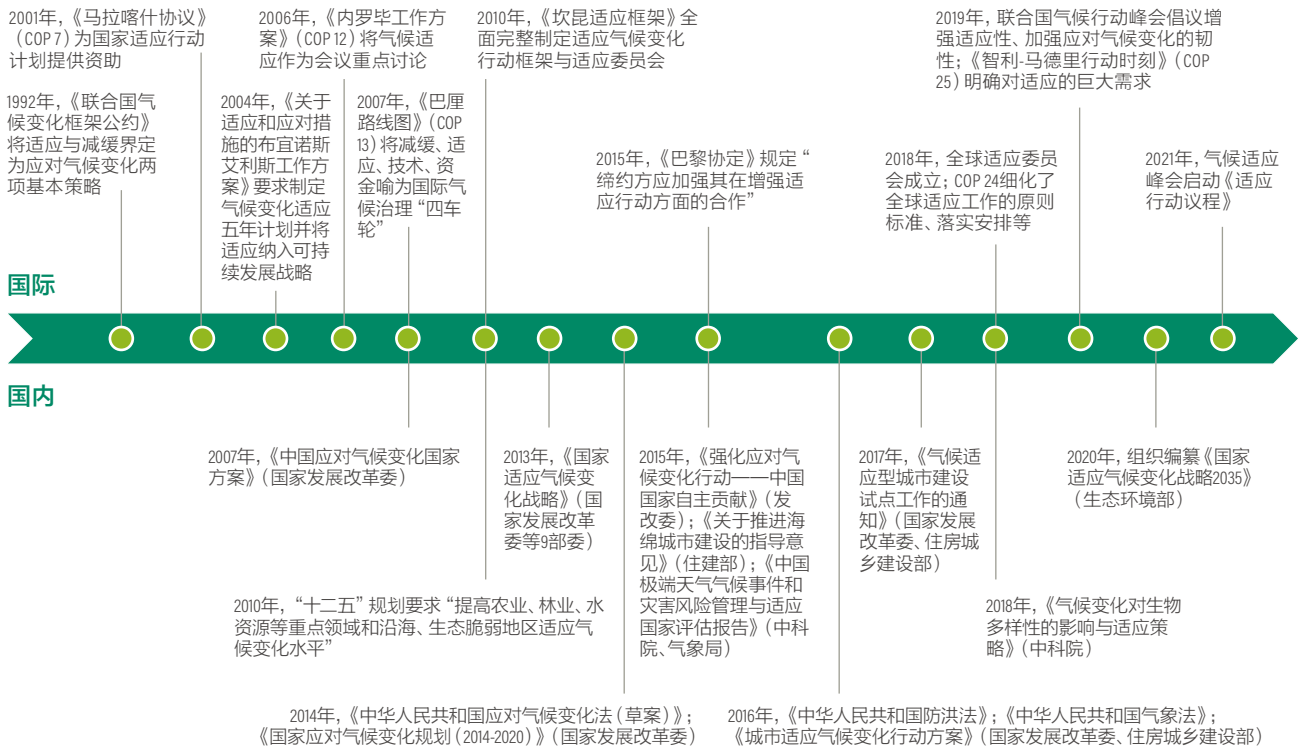 2001年，《马拉喀什协议》
（COP 7）为国家适应行动
计划提供资助
1992年，《联合国气
候变化框架公约》
将适应与减缓界定
为应对气候变化两
项基本策略
2006年，《内罗毕工作方
案》（COP 12）将气候适
应作为会议重点讨论
2004年，《关于
适应和应对措
施的布宜诺斯
艾利斯工作方
案》要求制定
气候变化适应
五年计划并将
适应纳入可持
续发展战略
2007年，《巴厘
路线图》（COP
13）将减缓、适
应、技术、资
金喻为国际气
候治理“四车
轮”
2010年，《坎昆适应框架》全
面完整制定适应气候变化
行动框架与适应委员会
2015年，《巴黎协定》规定“
缔约方应加强其在增强适
应行动方面的合作”
2019年，联合国气候行动峰会倡议增
强适应性、加强应对气候变化的韧
性；《智利-马德里行动时刻》（COP
25）明确对适应的巨大需求
2018年，全球适应委员
会成立；COP 24细化了
全球适应工作的原则
标准、落实安排等
2021年，气候适应
峰会启动《适应
行动议程》
国际
国内
2007年，《中国应对气候变化国家
方案》（国家发展改革委）
2010年，“十二五”规划要求“提高农业、林业、水
资源等重点领域和沿海、生态脆弱地区适应气
候变化水平”
2013年，《国家
适应气候变
化战略》（国
家发展改革
委等9部委）
2014年，《中华人民共和国应对气候变化法（草案）》；
《国家应对气候变化规划（2014-2020）》（国家发展改革委）
2015年，《强化应对气
候变化行动——中国
国家自主贡献》（发
改委）；《关于推进海
绵城市建设的指导意
见》（住建部）；《中国
极端天气气候事件和
灾害风险管理与适应
国家评估报告》（中科
院、气象局）
2016年，《中华人民共和国防洪法》；《中华人民共和国气象法》；
《城市适应气候变化行动方案》（国家发展改革委、住房城乡建设部）
2017年，《气候适
应型城市建设
试点工作的通
知》（国家发展
改革委、住房城
乡建设部）
2018年，《气候变化对生物
多样性的影响与适应策
略》（中科院）
2020年，组织编纂《国家
适应气候变化战略2035》
（生态环境部）